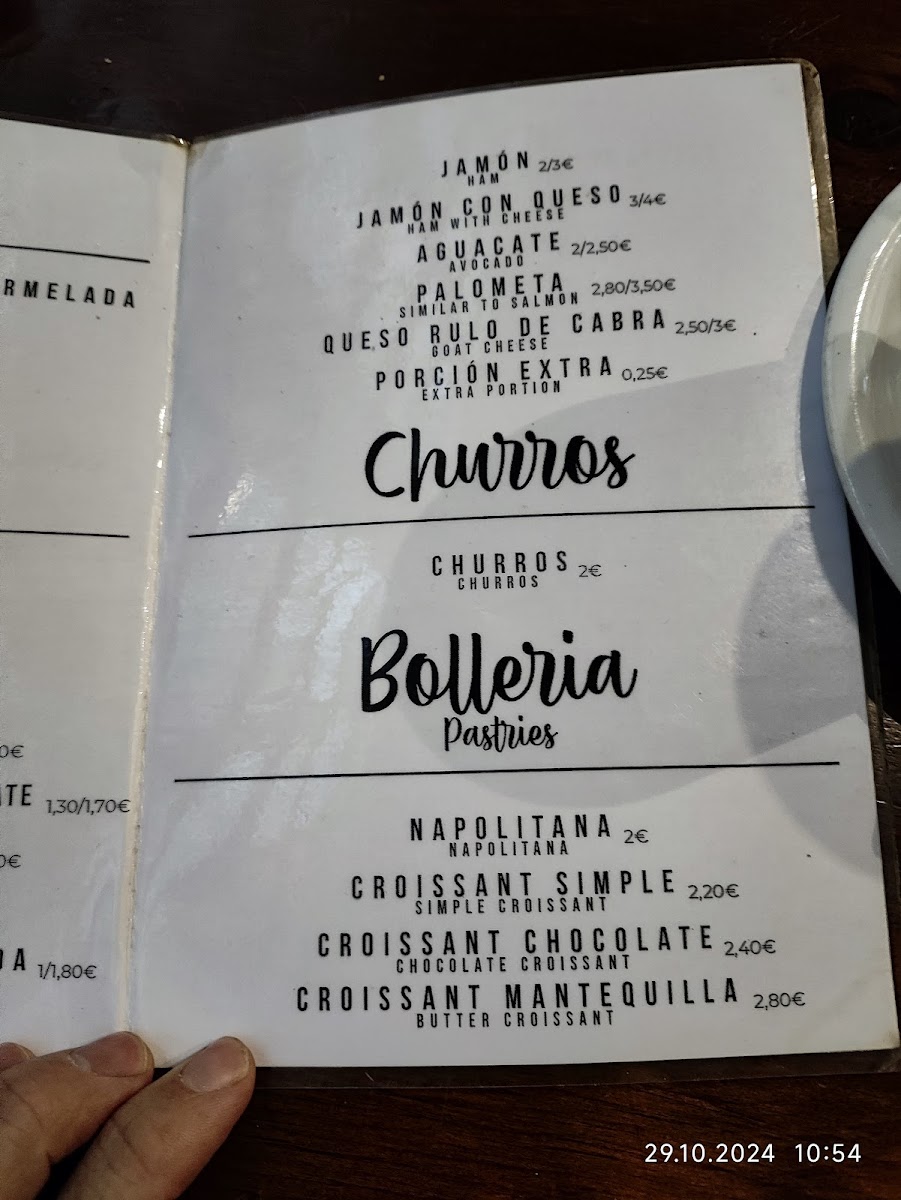 RMELADA
0€
ATE 1,30/1,70€
0€
DA 1/1,80€
JAMÓN 2/3€
HAM
JAMÓN CON QUESO 3/4€
HAM WITH CHEESE
AGUACATE 2/2,50€
AVOCADO
PALOMETA 2,80/3,50€
SIMILAR TO SALMON
QUESO RULO DE CABRA 2,50/3€
GOAT CHEESE
PORCIÓN EXTRA 0,25€
EXTRA PORTION
Churros
CHURROS 2€
CHURROS
Bolleria
Pastries
NAPOLITANA 2€
NAPOLITANA
CROISSANT SIMPLE 2,20€
SIMPLE CROISSANT
CROISSANT CHOCOLATE 2,40€
CHOCOLATE CROISSANT
CROISSANT MANTEQUILLA 2,80€
BUTTER CROISSANT
29.10.2024 10:54